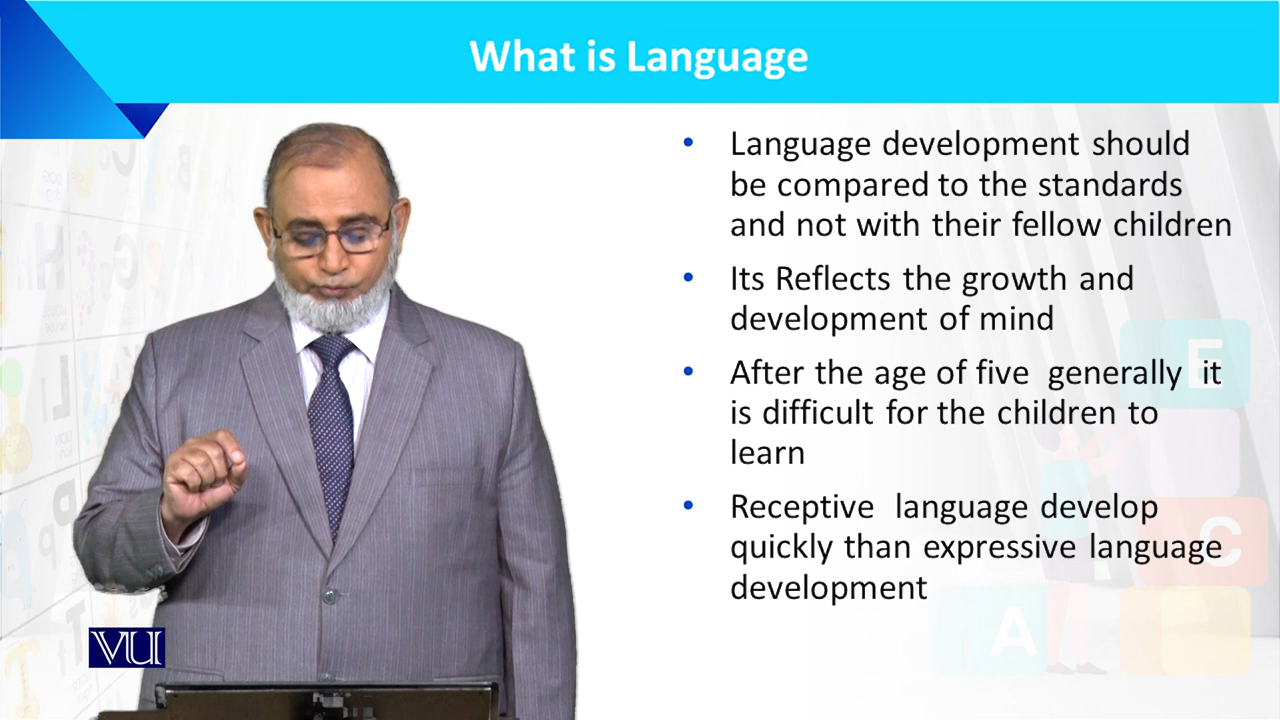 What is Language
• Language development should
be compared to the standards
and not with their fellow children
• Its Reflects the growth and
development of mind
• After the age of five generally it
is difficult for the children to
learn
• Receptive language develop
quickly than expressive language
development
VU
E
C
A